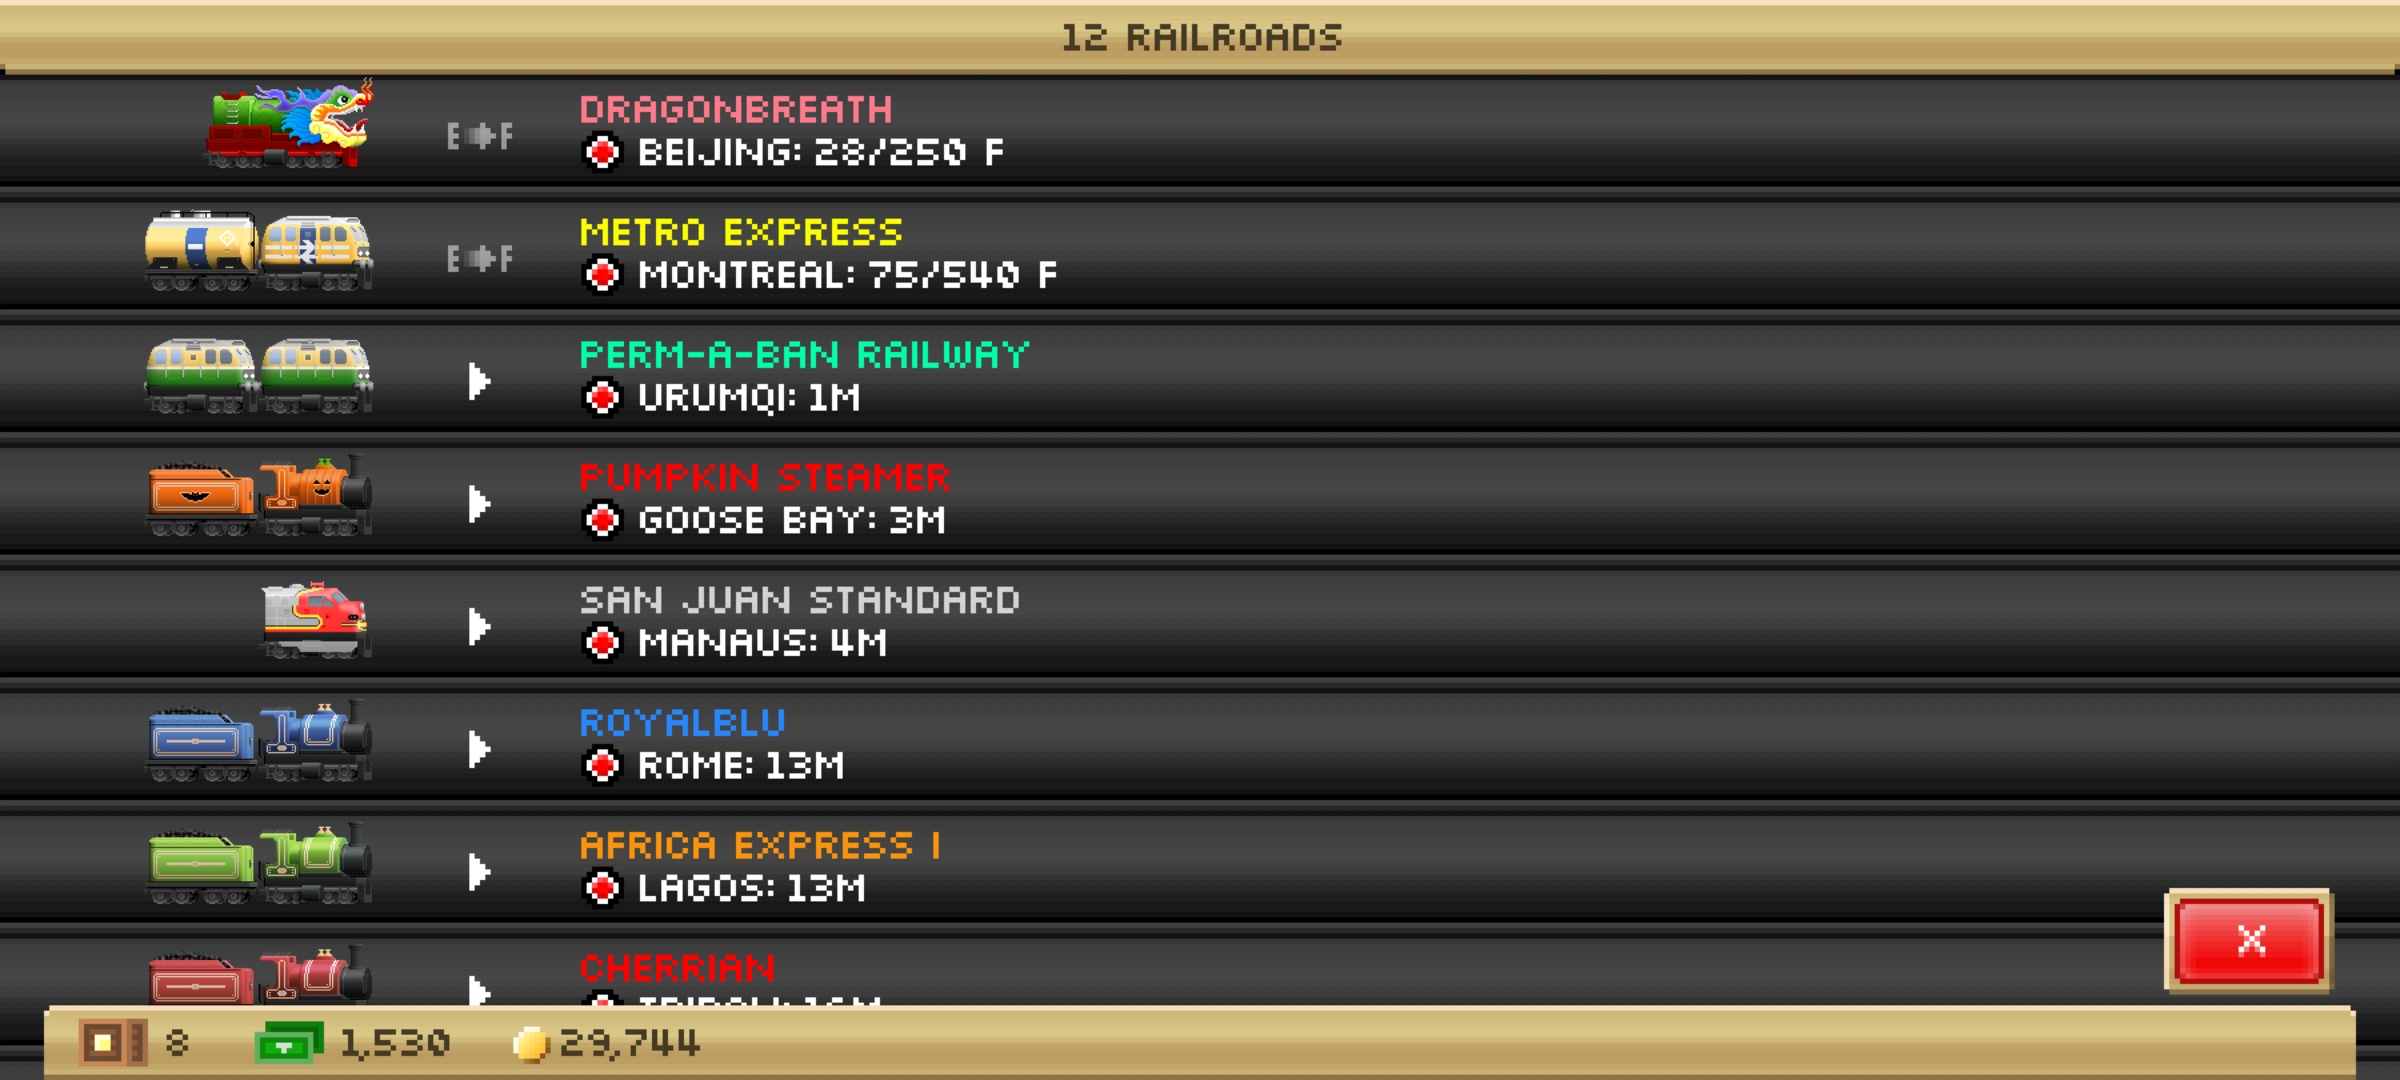 12 RAILROADS
DRAGONBREATH
E F
BEIJING: 28/250 F
METRO EXPRESS
E F
MONTREAL: 75/540 F
PERM-A-BAN RAILWAY
URUMQI: 1M
PUMPKIN STEAMER
GOOSE BAY: 3M
SAN JUAN STANDARD
MANAUS: 4M
ROYALBLU
ROME: 13M
AFRICA EXPRESS I
LAGOS: 13M
X
CHERRIAN
8 1,530 29,744